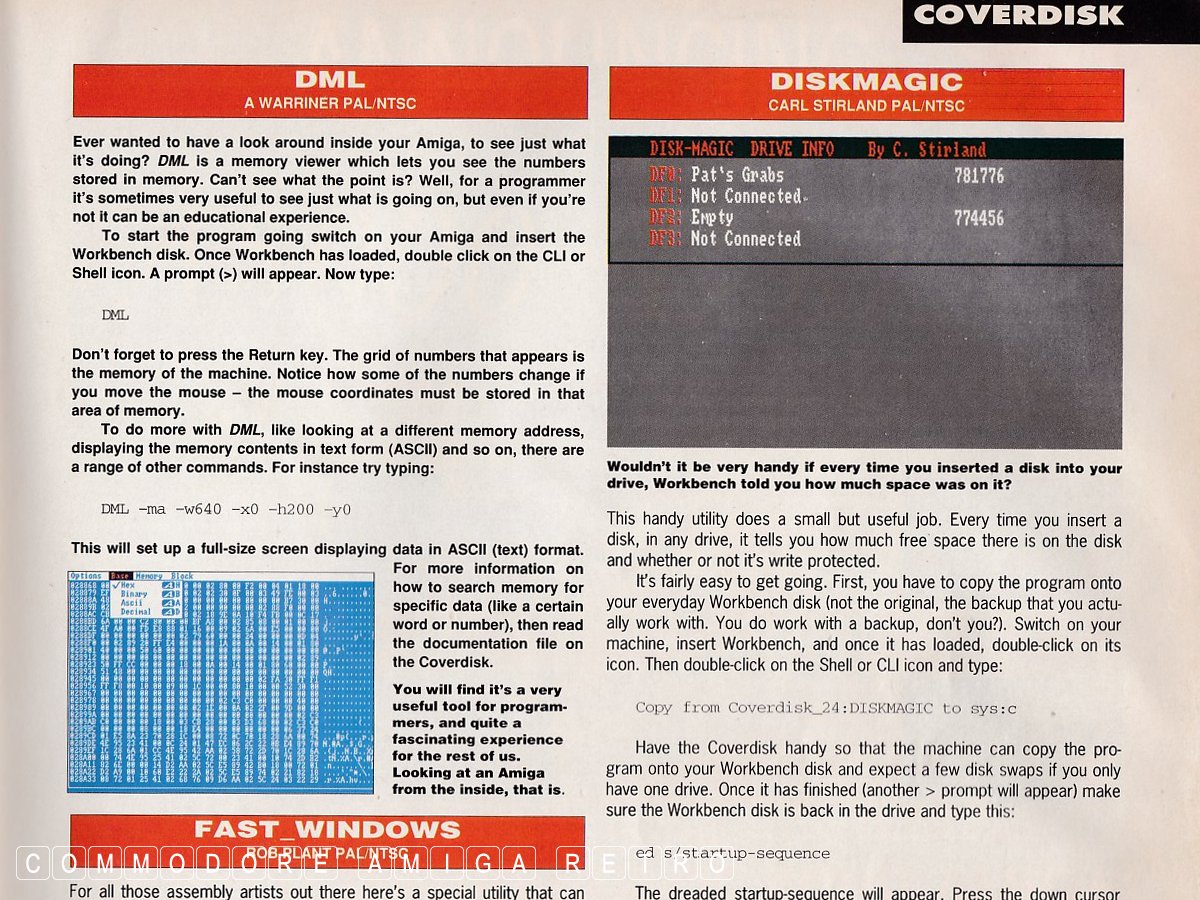 COVERDISK
DML
A WARRINER PAL/NTSC
Ever wanted to have a look around inside your Amiga, to see just what
it's doing? DML is a memory viewer which lets you see the numbers
stored in memory. Can't see what the point is? Well, for a programmer
it's sometimes very useful to see just what is going on, but even if you're
not it can be an educational experience.
To start the program going switch on your Amiga and insert the
Workbench disk. Once Workbench has loaded, double click on the CLI or
Shell icon. A prompt (>) will appear. Now type:
DML
Don't forget to press the Return key. The grid of numbers that appears is
the memory of the machine. Notice how some of the numbers change if
you move the mouse – the mouse coordinates must be stored in that
area of memory.
To do more with DML, like looking at a different memory address,
displaying the memory contents in text form (ASCII) and so on, there are
a range of other commands. For instance try typing:
DML -ma -w640 -x0 -h200 -y0
This will set up a full-size screen displaying data in ASCII (text) format.
For more information on
how to search memory for
specific data (like a certain
word or number), then read
the documentation file on
the Coverdisk.
Options Base Memory Block
Hex
Binary
Ascii
Decimal
You will find it's a very
useful tool for program-
mers, and quite a
fascinating experience
for the rest of us.
Looking at an Amiga
from the inside, that is.
FAST_WINDOWS
ROB PLANT PAL/NTSC
For all those assembly artists out there here's a special utility that can
DISKMAGIC
CARL STIRLAND PAL/NTSC
DISK-MAGIC DRIVE INFO By C. Stirland
DF0: Pat's Grabs 781776
DF1: Not Connected
DF2: Empty 774456
DF3: Not Connected
Wouldn't it be very handy if every time you inserted a disk into your
drive, Workbench told you how much space was on it?
This handy utility does a small but useful job. Every time you insert a
disk, in any drive, it tells you how much free space there is on the disk
and whether or not it's write protected.
It's fairly easy to get going. First, you have to copy the program onto
your everyday Workbench disk (not the original, the backup that you actu-
ally work with. You do work with a backup, don't you?). Switch on your
machine, insert Workbench, and once it has loaded, double-click on its
icon. Then double-click on the Shell or CLI icon and type:
Copy from Coverdisk_24:DISKMAGIC to sys:c
Have the Coverdisk handy so that the machine can copy the pro-
gram onto your Workbench disk and expect a few disk swaps if you only
have one drive. Once it has finished (another > prompt will appear) make
sure the Workbench disk is back in the drive and type this:
ed s/startup-sequence
The dreaded startup-sequence will appear. Press the down cursor
COMMODORE AMIGA RETRO